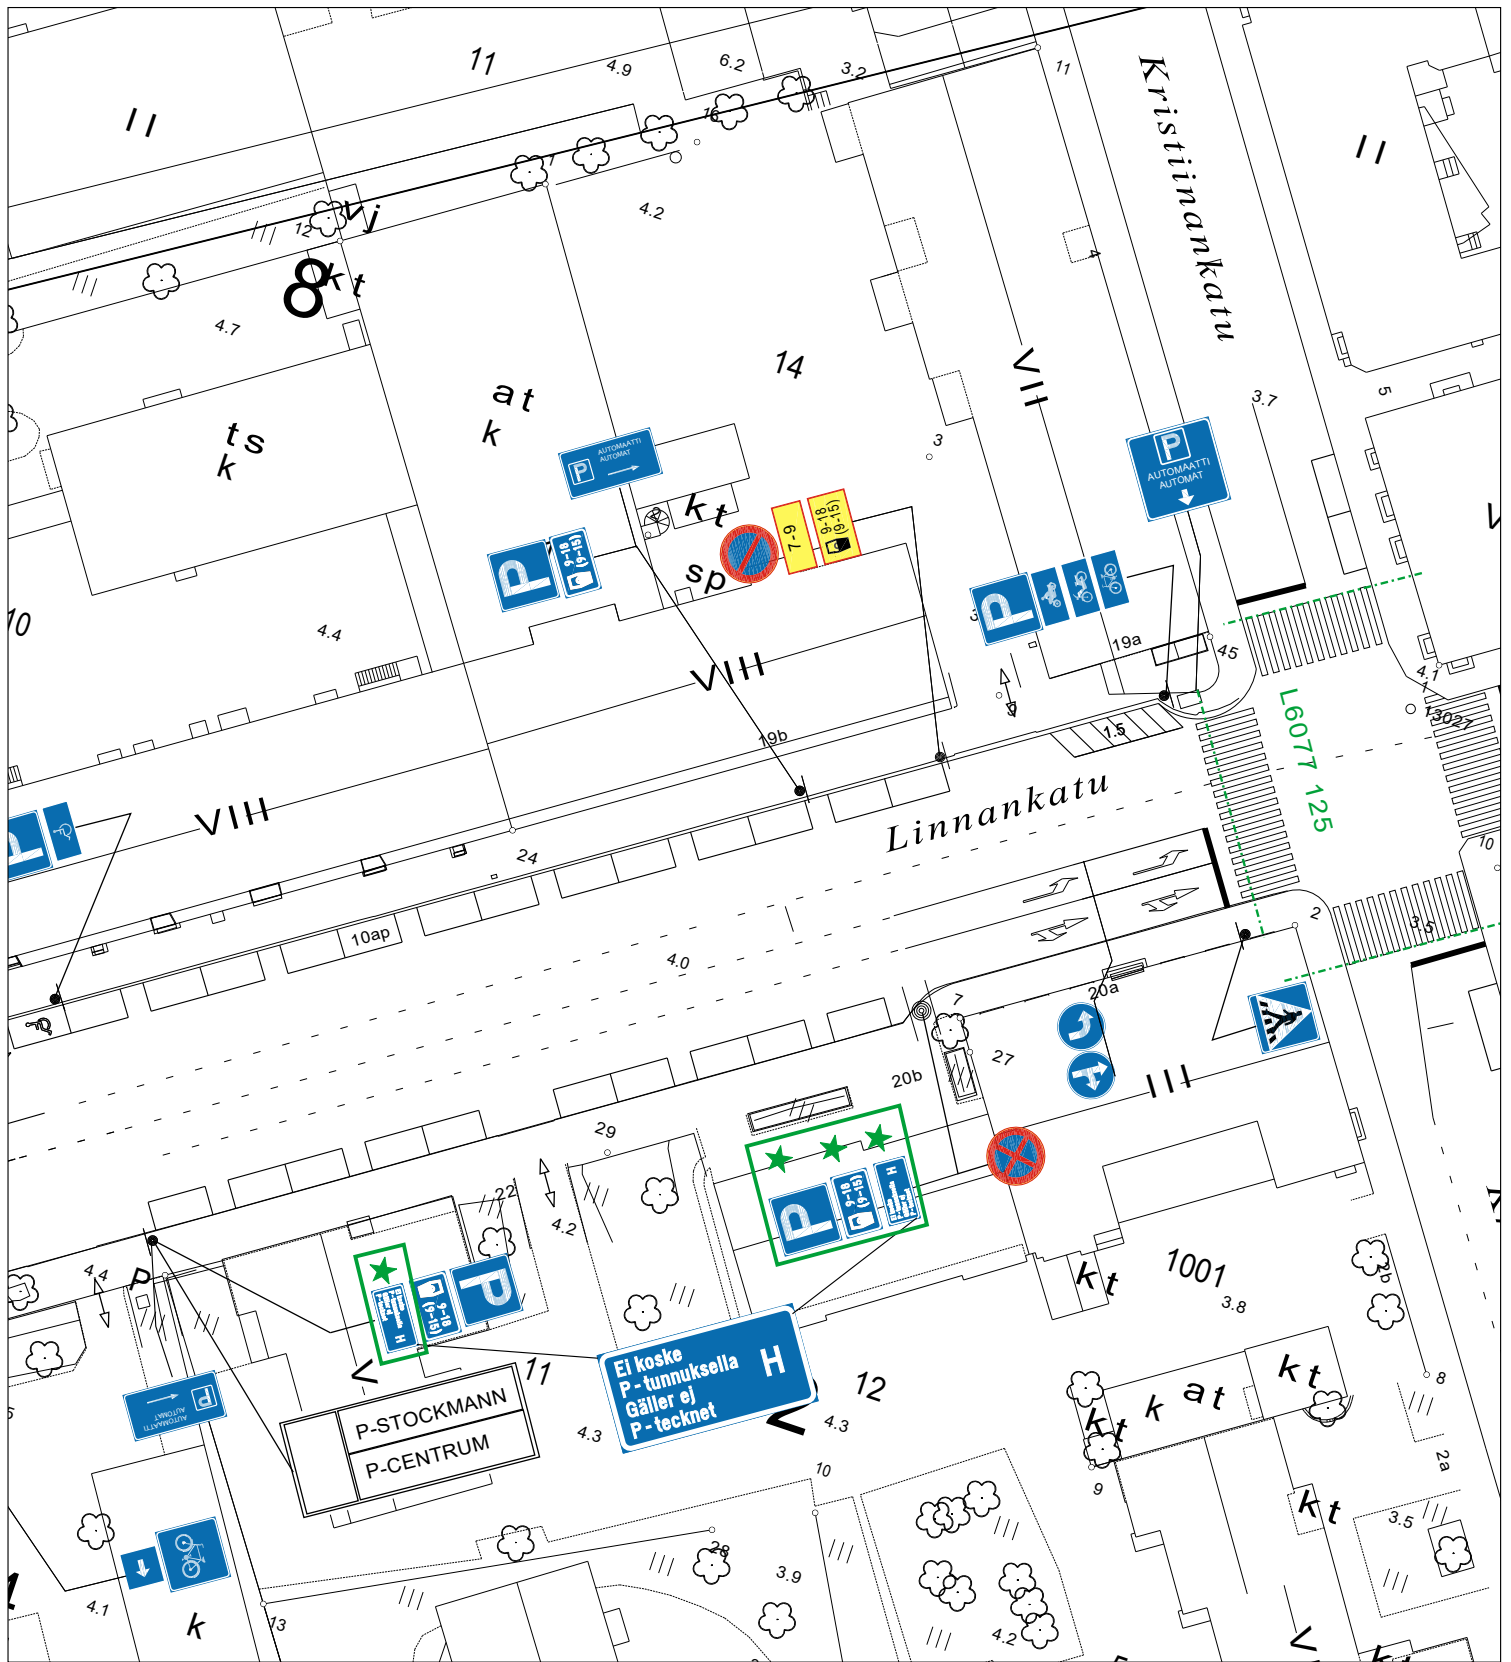 11
4.9
6.2
3.2
11
Kristiinankatu
16
7
12
vj
4.2
8
kt
4.7
4
14
at
k
VII
5
3.7
ts
k
3
AUTOMAATTI
AUTOMAT
P
P
AUTOMAATTI
AUTOMAT
kt
7-9
9-18
(9-15)
P
9-18
(9-15)
sp
P
10
4.4
19a
45
4.1
1
VIII
9
13027
L6077 125
1.5
19b
Linnankatu
VIII
P
24
10
10ap
2
3.5
4.0
7
20a
27
20b
III
29
22
4.2
P
9-18
(9-15)
H
4.4
P
kt
1001
3.8
2b
H
9-18
(9-15)
P
V
11
Ei koske
P-tunnuksella
Gäller ej
P-tecknet
H
12
4.3
4.3
P
AUTOMAATTI
AUTOMAT
P-STOCKMANN
P-CENTRUM
kt
k at
kt
8
9
2a
10
kt
3.5
28
3.9
4.1
k
13
4.2
V